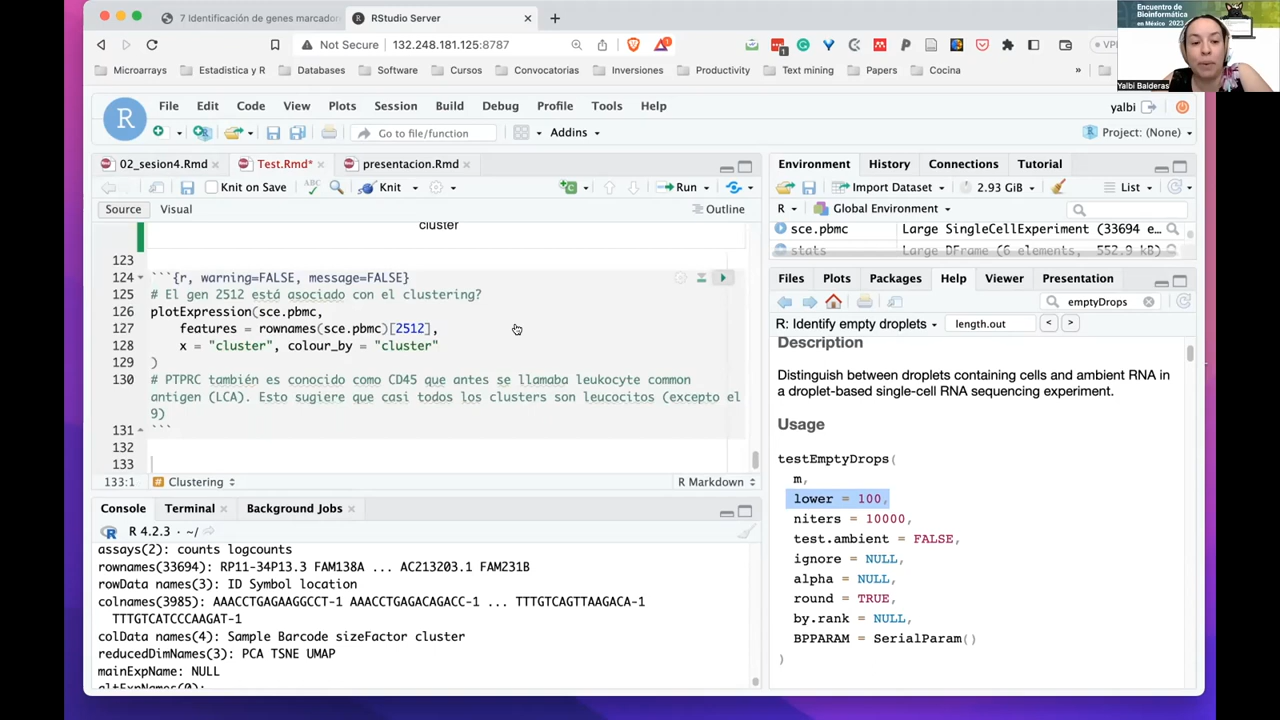 7 Identificación de genes marcador
RStudio Server
Encuentro de
Bioinformática
en México 2023
Not Secure 132.248.181.125:8787
VP
Microarrays Estadistica y R Databases Software Cursos Convocatorias Inversiones Productivity Text mining Papers Cocina »
Yalbi Balderas
R File Edit Code View Plots Session Build Debug Profile Tools Help
yalbi
Go to file/function Addins
Project: (None)
02_sesion4.Rmd Test.Rmd* presentacion.Rmd
Knit on Save Knit Run
Source Visual Outline
cluster
123
124 ```{r, warning=FALSE, message=FALSE}
125 # El gen 2512 está asociado con el clustering?
126 plotExpression(sce.pbmc,
127 features = rownames(sce.pbmc)[2512],
128 x = "cluster", colour_by = "cluster"
129 )
130 # PTPRC también es conocido como CD45 que antes se llamaba leukocyte common
antigen (LCA). Esto sugiere que casi todos los clusters son leucocitos (excepto el
9)
131 ```
132
133
133:1 # Clustering R Markdown
Console Terminal Background Jobs
R R 4.2.3 · ~/
assays(2): counts logcounts
rownames(33694): RP11-34P13.3 FAM138A ... AC213203.1 FAM231B
rowData names(3): ID Symbol location
colnames(3985): AAACCTGAGAAGGCCT-1 AAACCTGAGACAGACC-1 ... TTTGTCAGTTAAGACA-1
TTTGTCATCCCAAGAT-1
colData names(4): Sample Barcode sizeFactor cluster
reducedDimNames(3): PCA TSNE UMAP
mainExpName: NULL
altExpNames(0):
Environment History Connections Tutorial
Import Dataset 2.93 GiB List
R Global Environment
sce.pbmc Large SingleCellExperiment (33694 e…
stats Large DFrame (6 elements, 552.9 kB)
Files Plots Packages Help Viewer Presentation
emptyDrops
R: Identify empty droplets length.out < >
Description
Distinguish between droplets containing cells and ambient RNA in
a droplet-based single-cell RNA sequencing experiment.
Usage
testEmptyDrops(
m,
lower = 100,
niters = 10000,
test.ambient = FALSE,
ignore = NULL,
alpha = NULL,
round = TRUE,
by.rank = NULL,
BPPARAM = SerialParam()
)